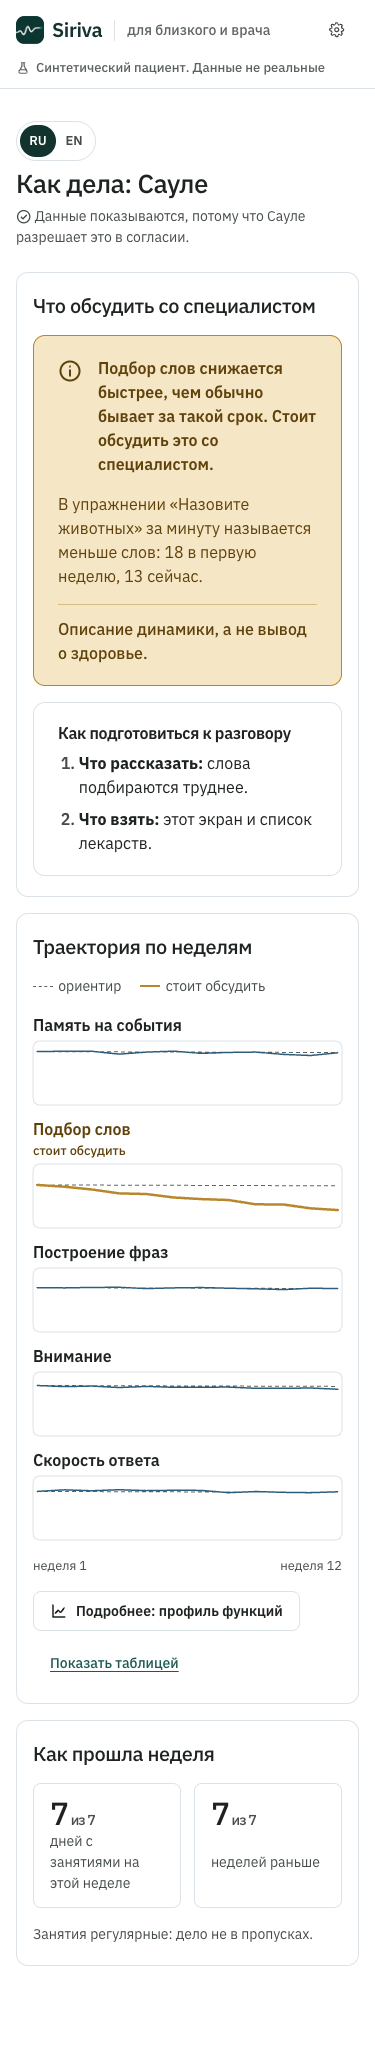 Siriva для близкого и врача
Синтетический пациент. Данные не реальные
RU EN
Как дела: Сауле
Данные показываются, потому что Сауле
разрешает это в согласии.
Что обсудить со специалистом
Подбор слов снижается
быстрее, чем обычно
бывает за такой срок. Стоит
обсудить это со
специалистом.
В упражнении «Назовите
животных» за минуту называется
меньше слов: 18 в первую
неделю, 13 сейчас.
Описание динамики, а не вывод
о здоровье.
Как подготовиться к разговору
1. Что рассказать: слова
подбираются труднее.
2. Что взять: этот экран и список
лекарств.
Траектория по неделям
ориентир стоит обсудить
Память на события
Подбор слов
стоит обсудить
Построение фраз
Внимание
Скорость ответа
неделя 1 неделя 12
Подробнее: профиль функций
Показать таблицей
Как прошла неделя
7 из 7
дней с
занятиями на
этой неделе
7 из 7
неделей раньше
Занятия регулярные: дело не в пропусках.